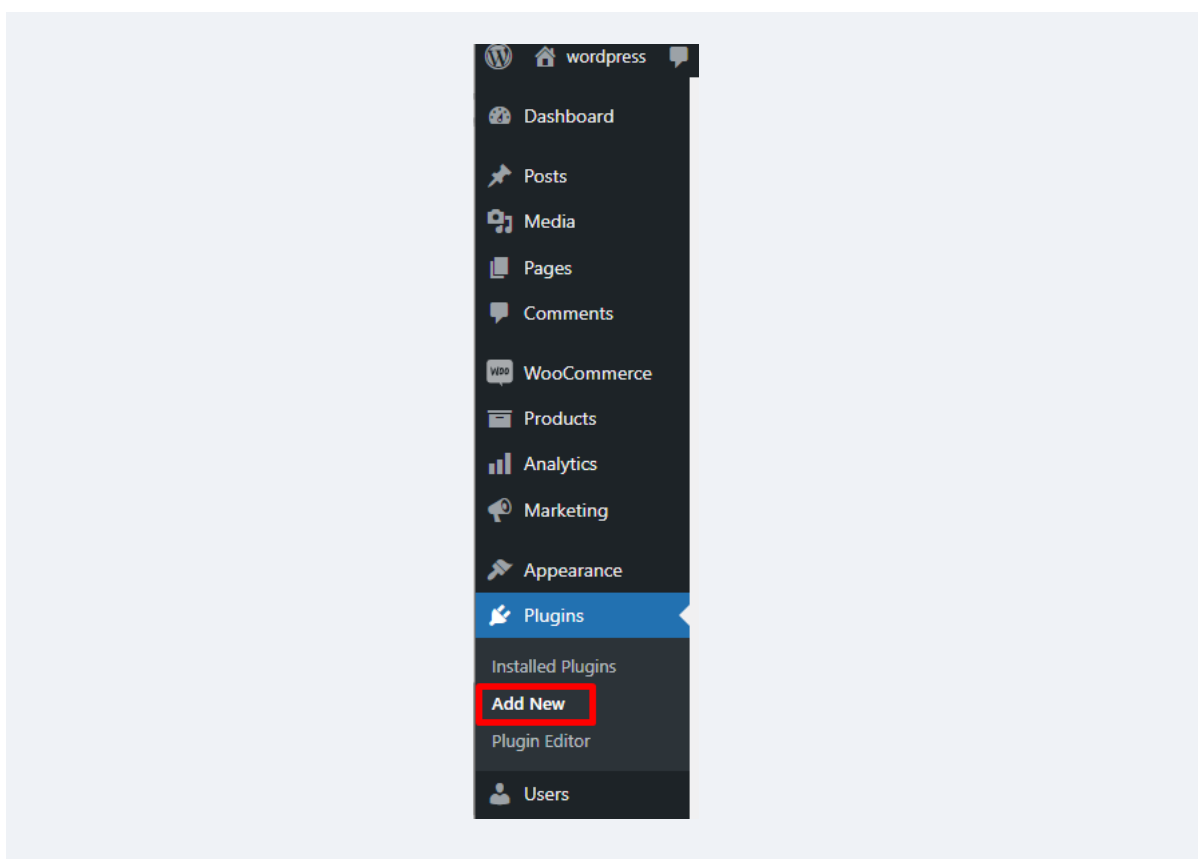 wordpress
Dashboard
Posts
Media
Pages
Comments
WooCommerce
Products
Analytics
Marketing
Appearance
Plugins
Installed Plugins
Add New
Plugin Editor
Users